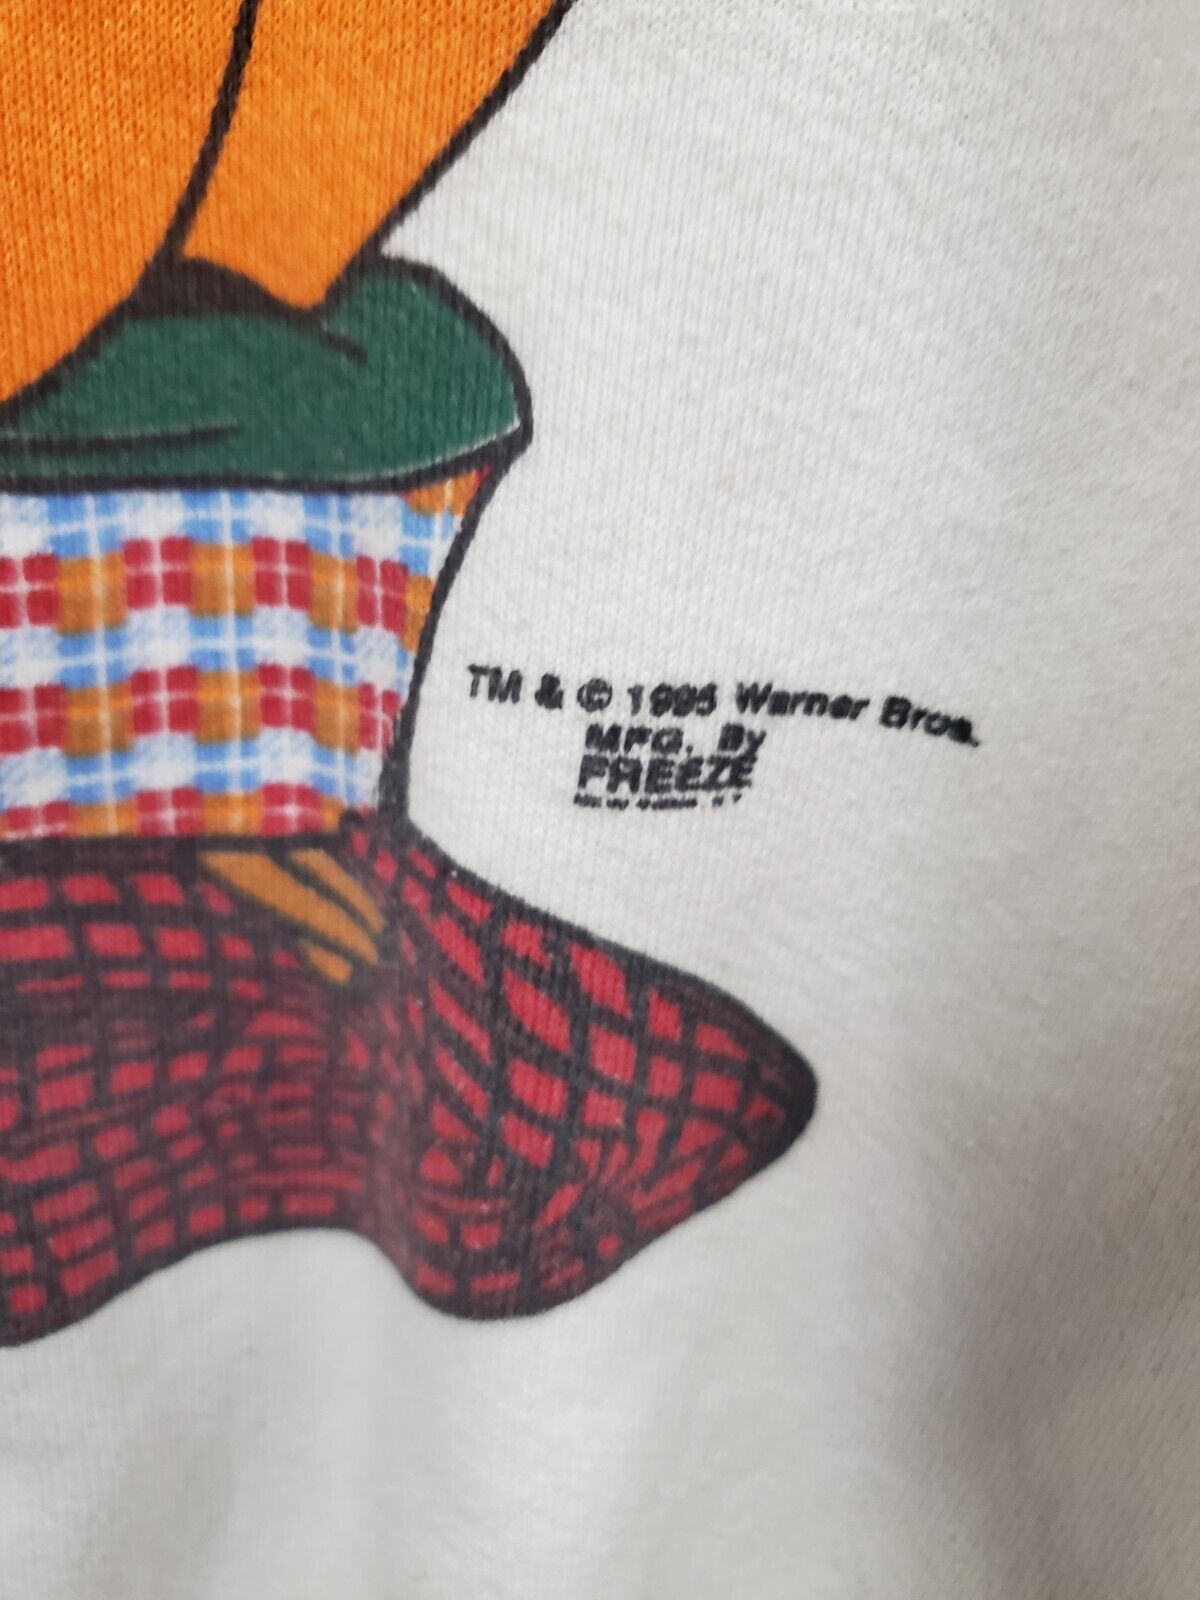 TM & © 1995 Warner Bros.
MFG. By
FREEZE